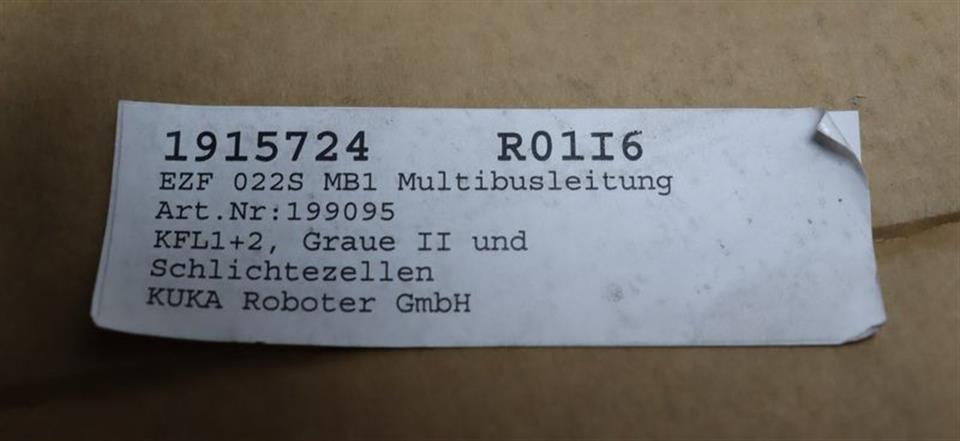 1915724 R01I6
EZF 022S MB1 Multibusleitung
Art.Nr:199095
KFL1+2, Graue II und
Schlichtezellen
KUKA Roboter GmbH